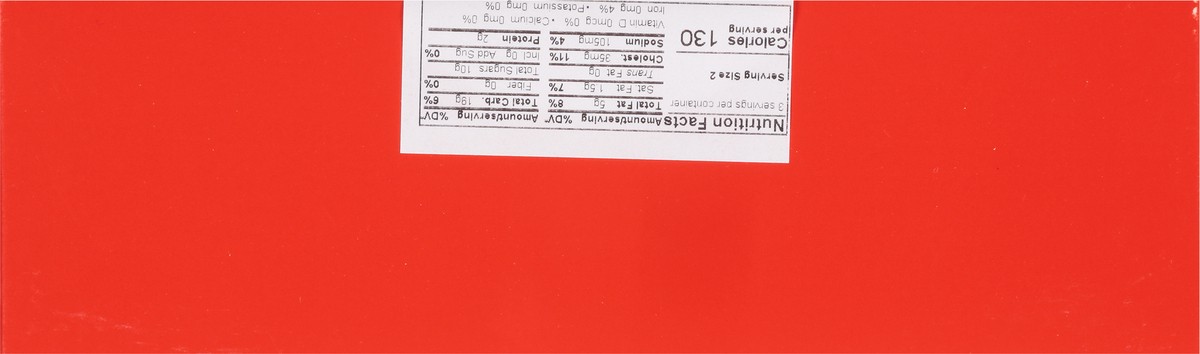 Nutrition Facts
3 servings per container
Serving Size 2
Calories 130
per serving
Amount/serving %DV*
Total Fat 5g 8%
Sat. Fat 1.5g 7%
Trans Fat 0g
Cholest. 35mg 11%
Sodium 105mg 4%
Amount/serving %DV*
Total Carb. 19g 6%
Fiber 0g 0%
Total Sugars 10g
Incl 0g Add Sug 0%
Protein 2g
Vitamin D 0mcg 0% • Calcium 0mg 0%
Iron 0mg 4% • Potassium 0mg 0%